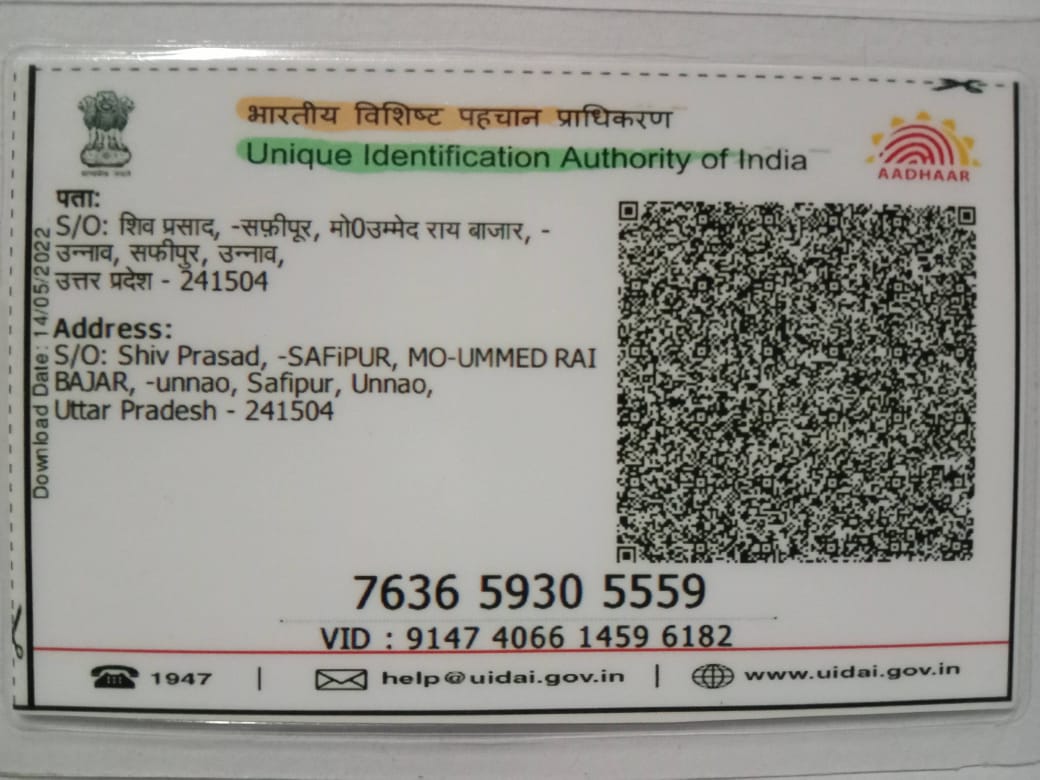 भारतीय विशिष्ट पहचान प्राधिकरण
Unique Identification Authority of India
AADHAAR
पता:
S/O: शिव प्रसाद, -सफ़ीपूर, मो0उम्मेद राय बाजार, -
उन्नाव, सफीपुर, उन्नाव,
उत्तर प्रदेश - 241504
Address:
S/O: Shiv Prasad, -SAFiPUR, MO-UMMED RAI
BAJAR, -unnao, Safipur, Unnao,
Uttar Pradesh - 241504
Download Date: 14/05/2022
7636 5930 5559
VID : 9147 4066 1459 6182
1947 | help@uidai.gov.in | www.uidai.gov.in